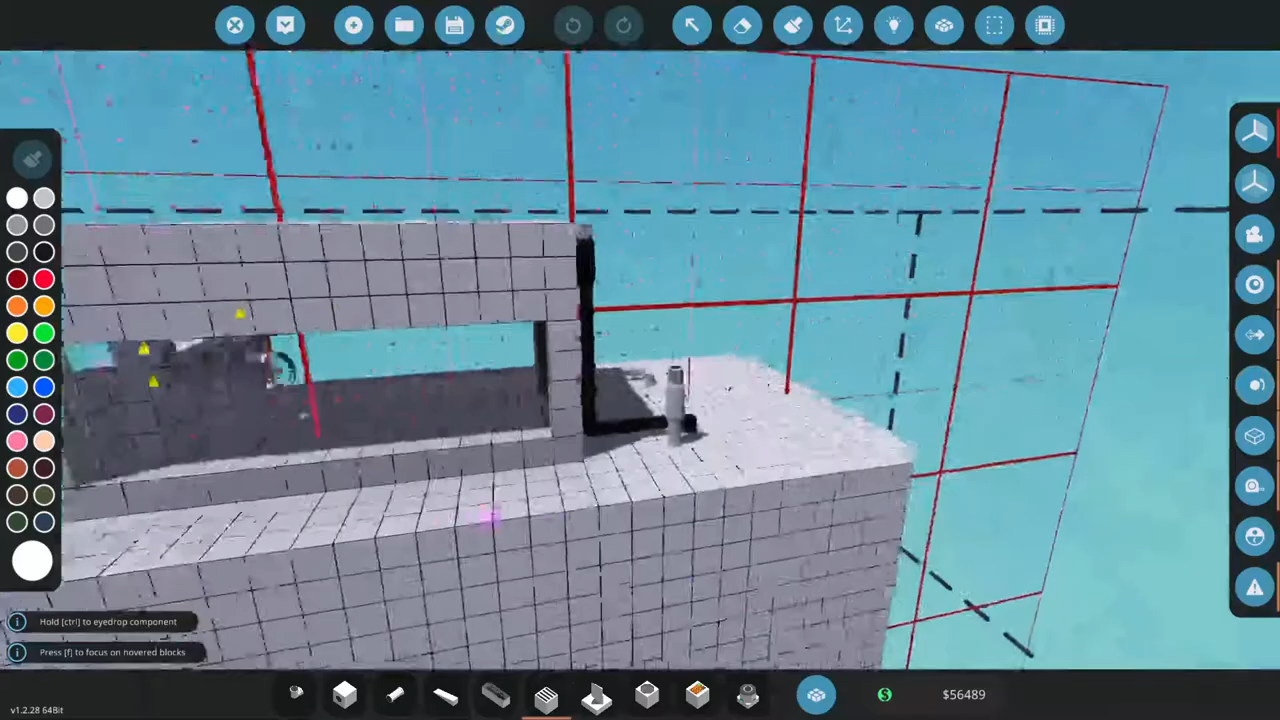 Hold [ctrl] to eyedrop component
Press [f] to focus on hovered blocks
v1.2.28 64Bit
$ $56489